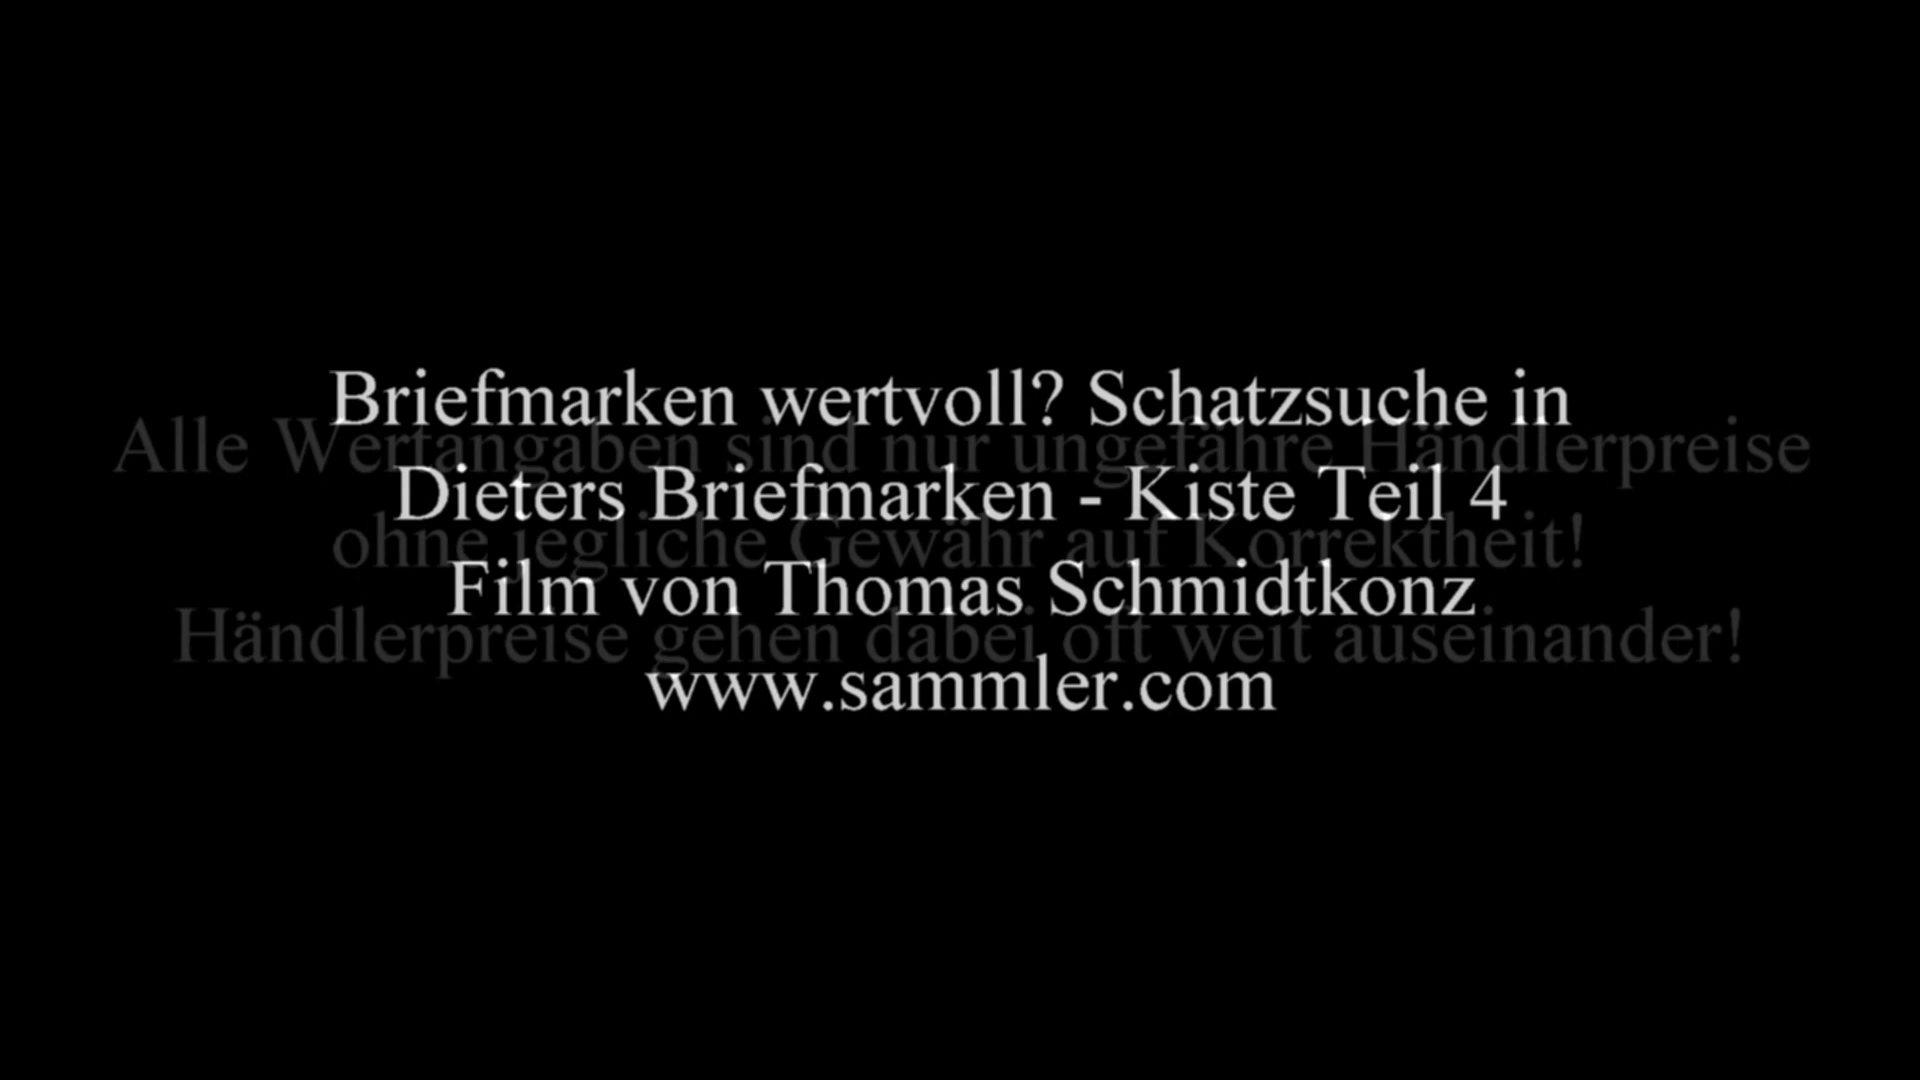 Briefmarken wertvoll? Schatzsuche in
Dieters Briefmarken - Kiste Teil 4
Film von Thomas Schmidtkonz
www.sammler.com
Alle Wertangaben sind nur ungefähre Händlerpreise
ohne jegliche Gewähr auf Korrektheit!
Händlerpreise gehen dabei oft weit auseinander!